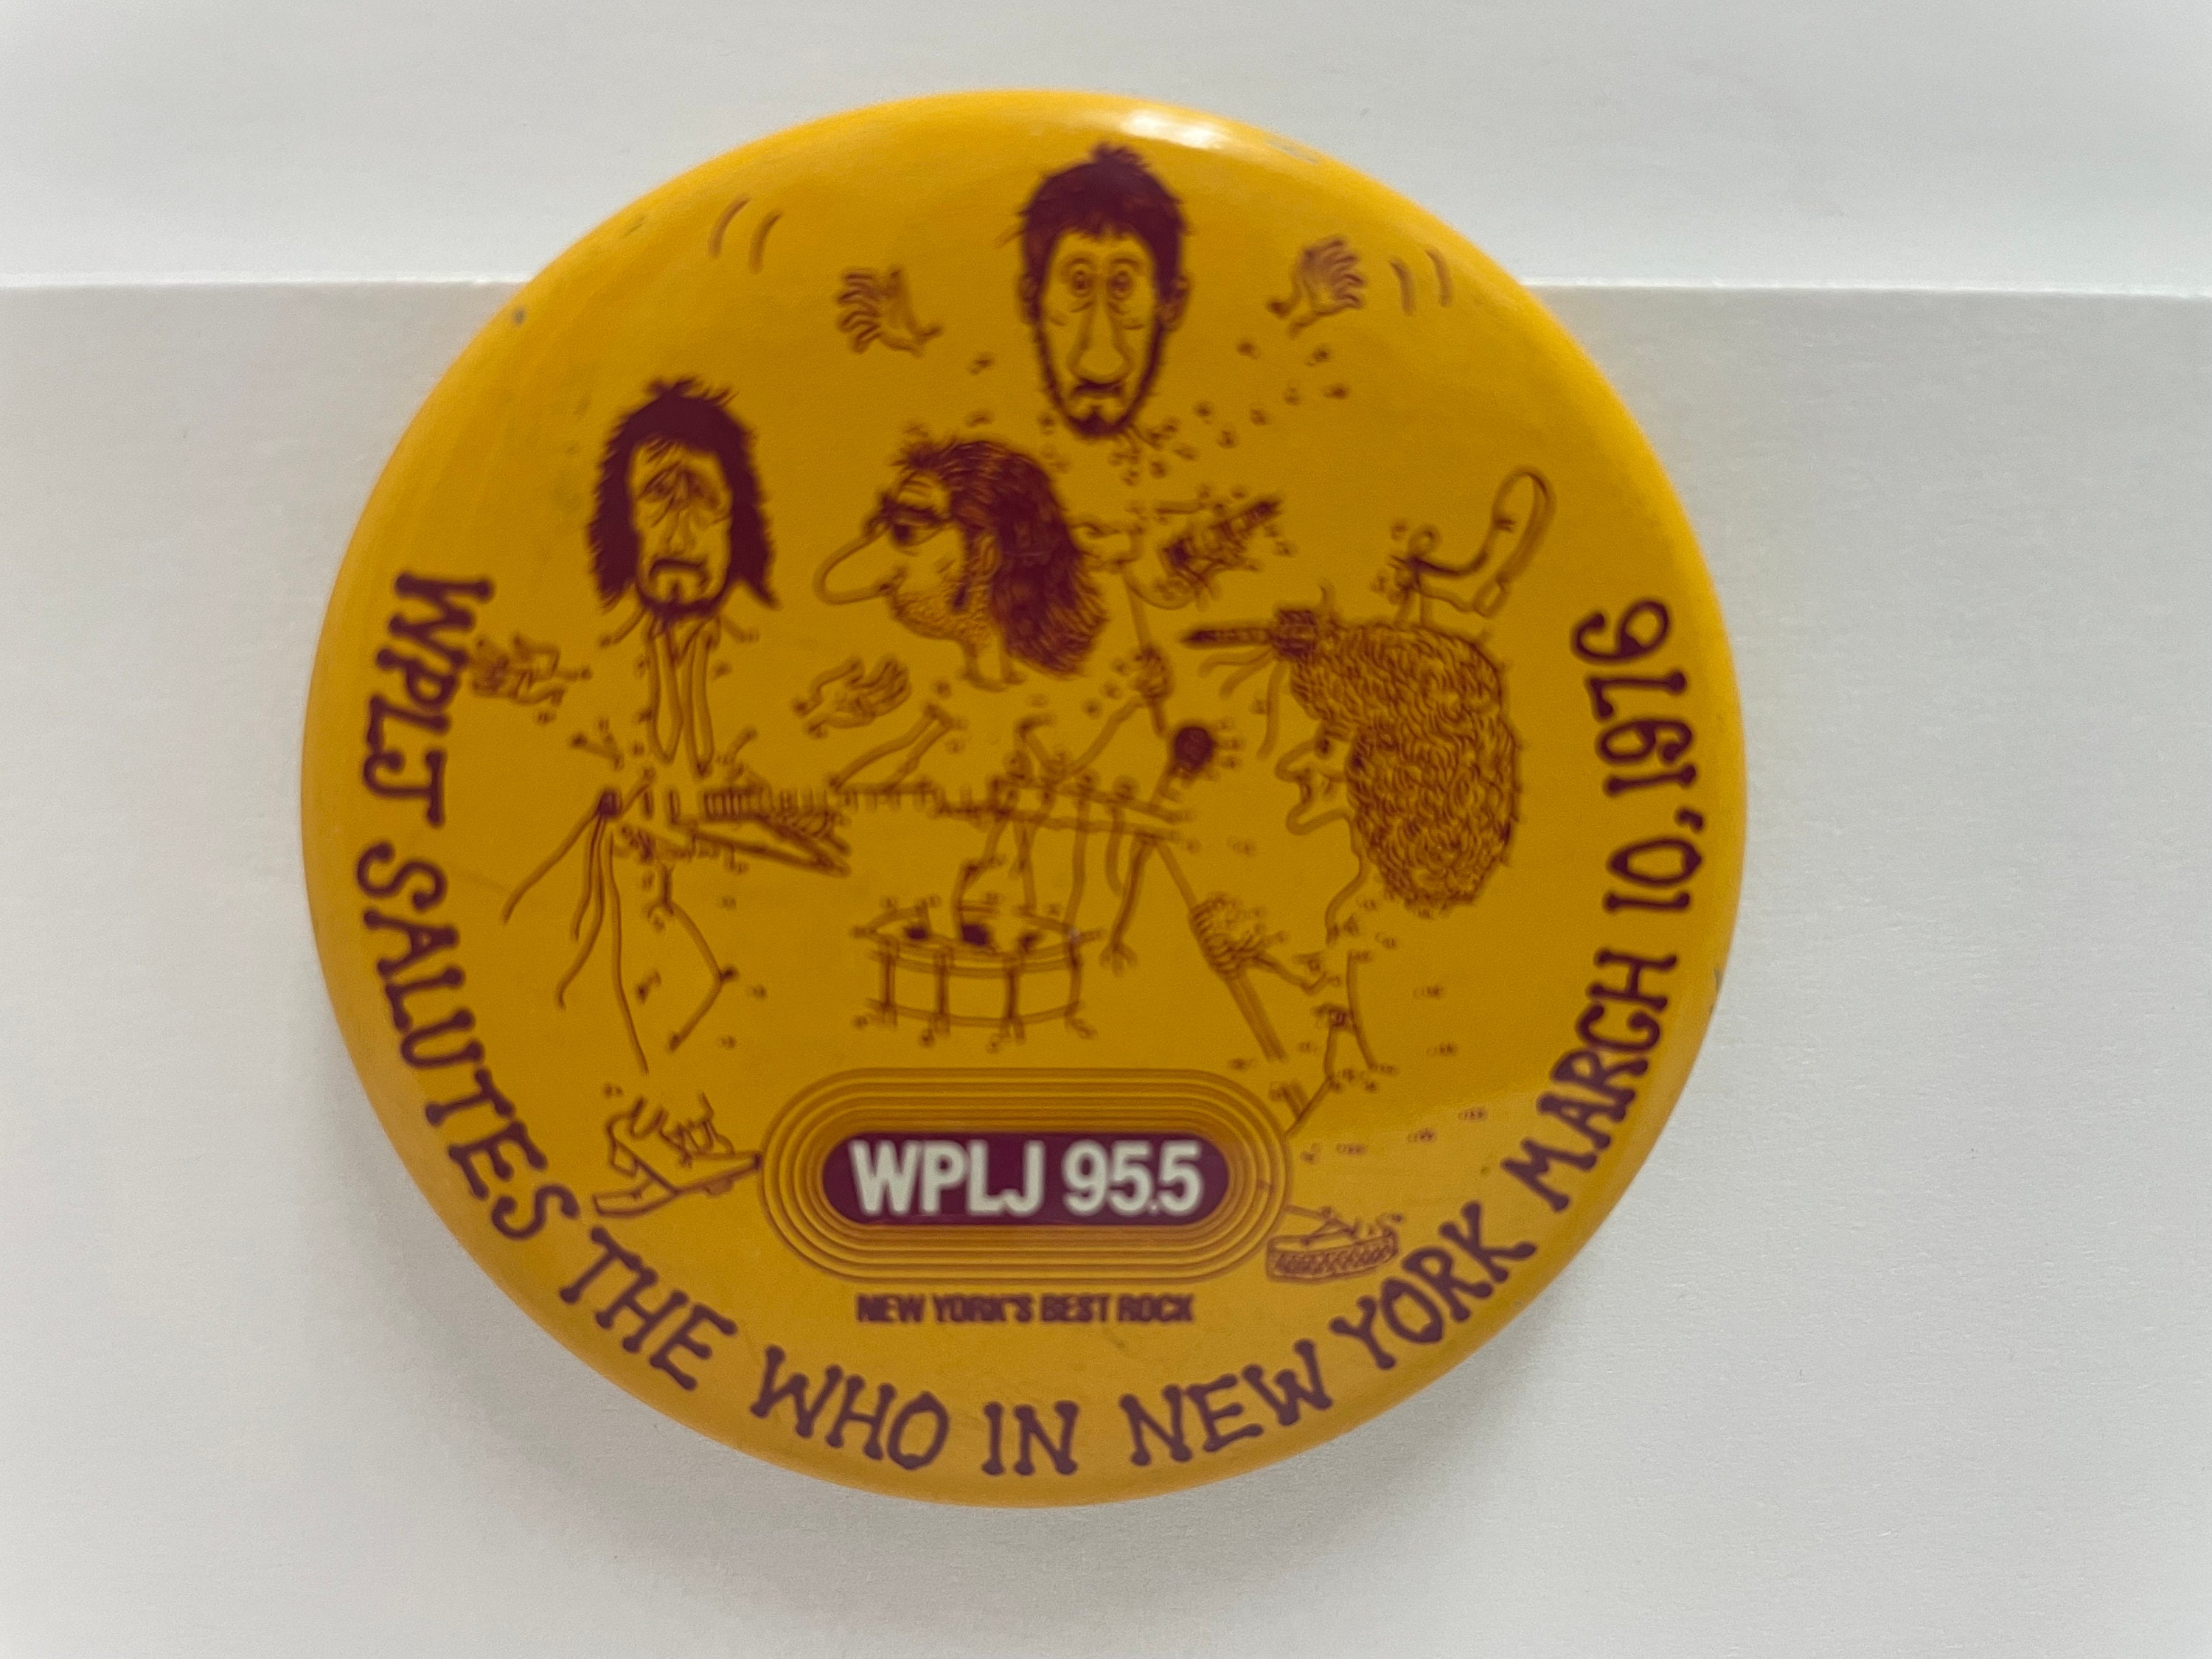 WPLJ SALUTES THE WHO IN NEW YORK MARCH 10, 1976
WPLJ 95.5
NEW YORK'S BEST ROCK